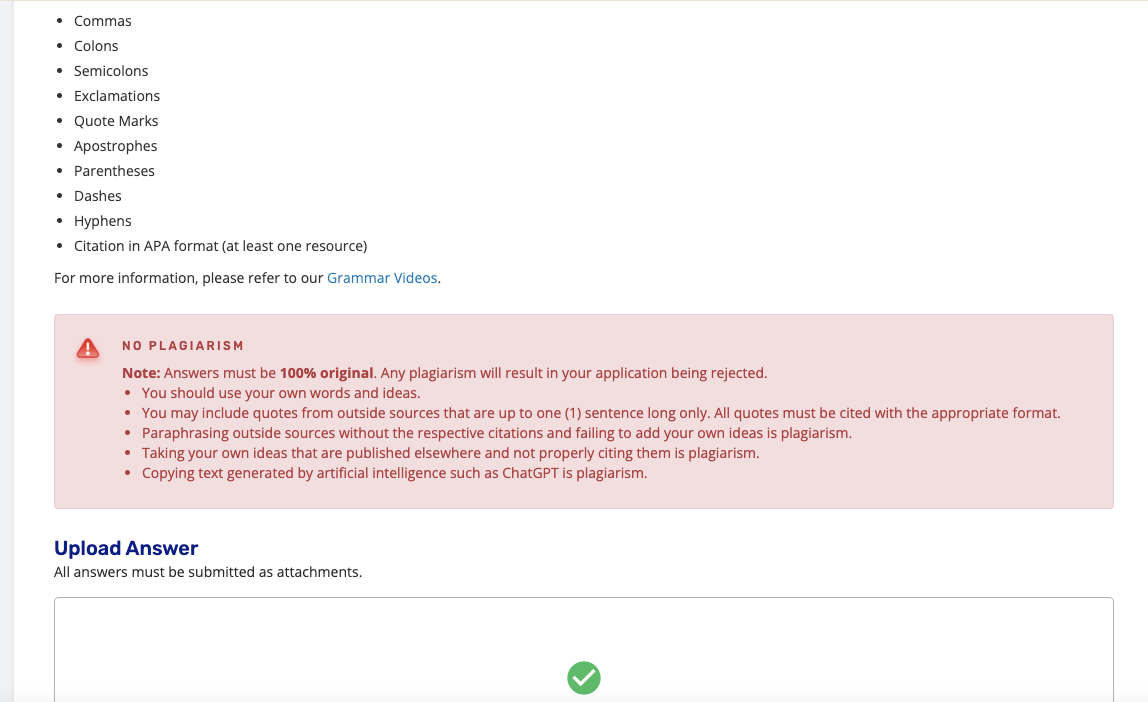 Commas
Colons
Semicolons
Exclamations
Quote Marks
Apostrophes
Parentheses
Dashes
Hyphens
Citation in APA format (at least one resource)
For more information, please refer to our Grammar Videos.
NO PLAGIARISM
Note: Answers must be 100% original. Any plagiarism will result in your application being rejected.
You should use your own words and ideas.
You may include quotes from outside sources that are up to one (1) sentence long only. All quotes must be cited with the appropriate format.
Paraphrasing outside sources without the respective citations and failing to add your own ideas is plagiarism.
Taking your own ideas that are published elsewhere and not properly citing them is plagiarism.
Copying text generated by artificial intelligence such as ChatGPT is plagiarism.
Upload Answer
All answers must be submitted as attachments.